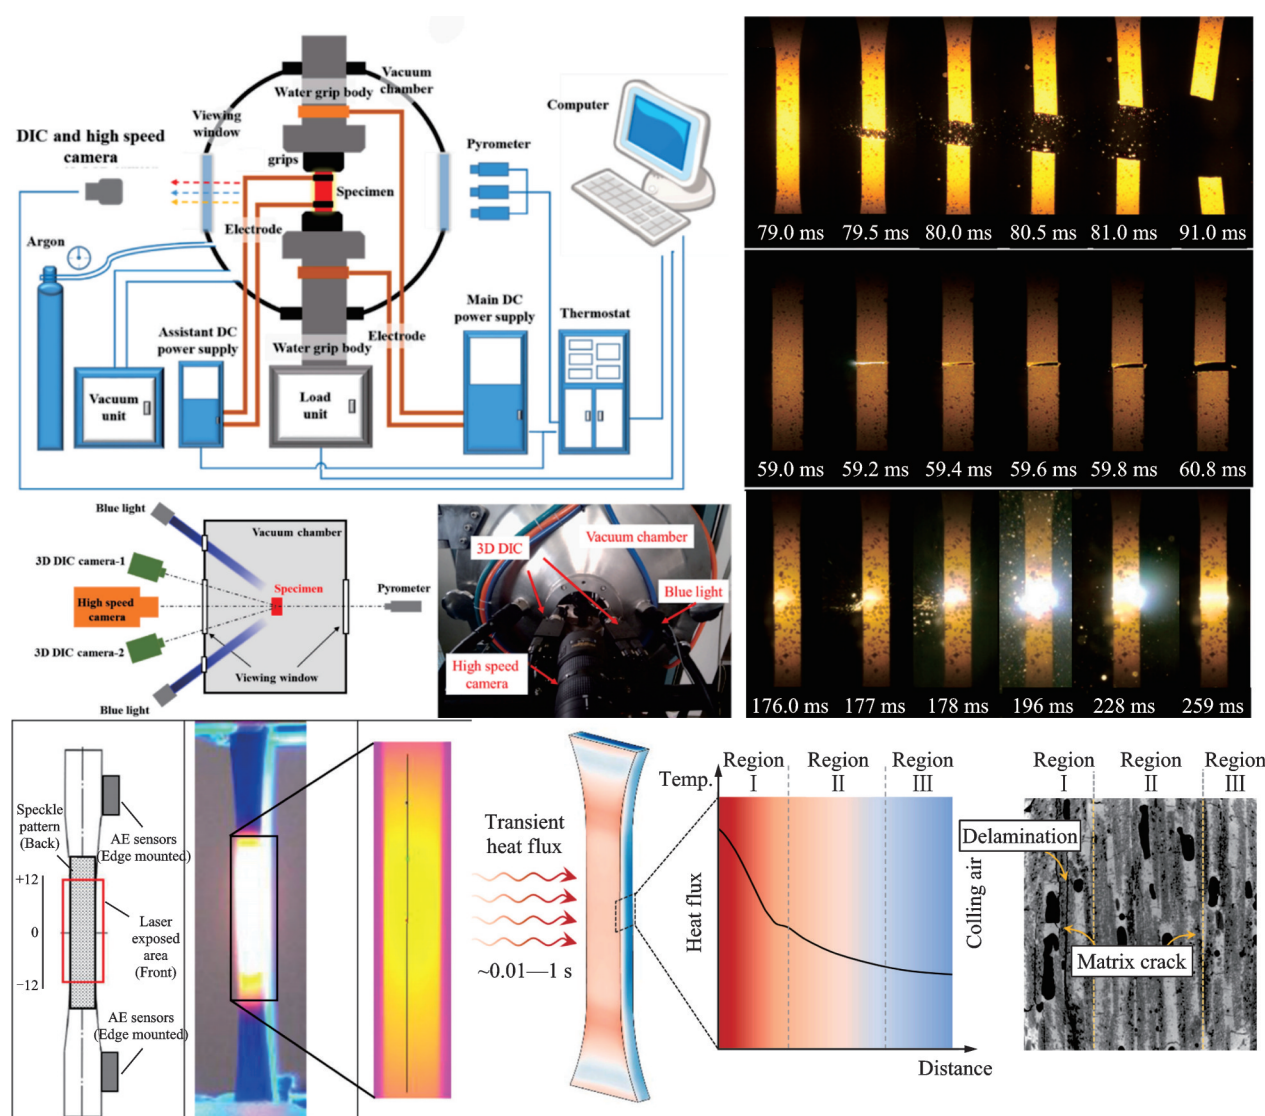 Water grip body
Vacuum
chamber
Viewing
window
Computer
DIC and high speed
camera
Pyrometer
grips
Specimen
Electrode
Argon
Main DC
power supply
Thermostat
Assistant DC
power supply
Electrode
Water grip body
Vacuum
unit
Load
unit
79.0 ms
79.5 ms
80.0 ms
80.5 ms
81.0 ms
91.0 ms
59.0 ms
59.2 ms
59.4 ms
59.6 ms
59.8 ms
60.8 ms
176.0 ms
177 ms
178 ms
196 ms
228 ms
259 ms
Blue light
Vacuum chamber
3D DIC camera-1
Specimen
Pyrometer
High speed
camera
3D DIC camera-2
Viewing window
Blue light
3D DIC
Vacuum chamber
Blue light
High speed
camera
Speckle
pattern
(Back)
AE sensors
(Edge mounted)
+12
0
−12
Laser
exposed
area
(Front)
AE sensors
(Edge mounted)
Transient
heat flux
~0.01—1 s
Temp.
Region
I
Region
II
Region
III
Heat flux
Colling air
Distance
Region
I
Region
II
Region
III
Delamination
Matrix crack